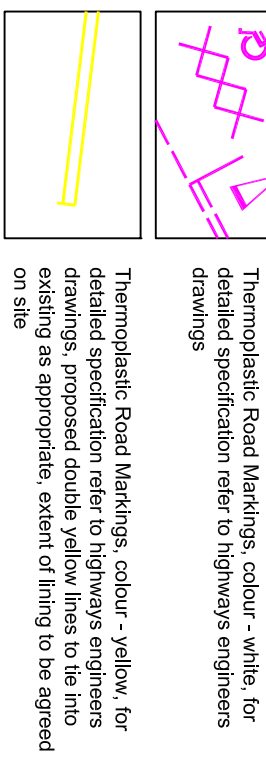 Thermoplastic Road Markings, colour - white, for
detailed specification refer to highways engineers
drawings
Thermoplastic Road Markings, colour - yellow, for
detailed specification refer to highways engineers
drawings, proposed double yellow lines to tie into
existing as appropriate, extent of lining to be agreed
on site